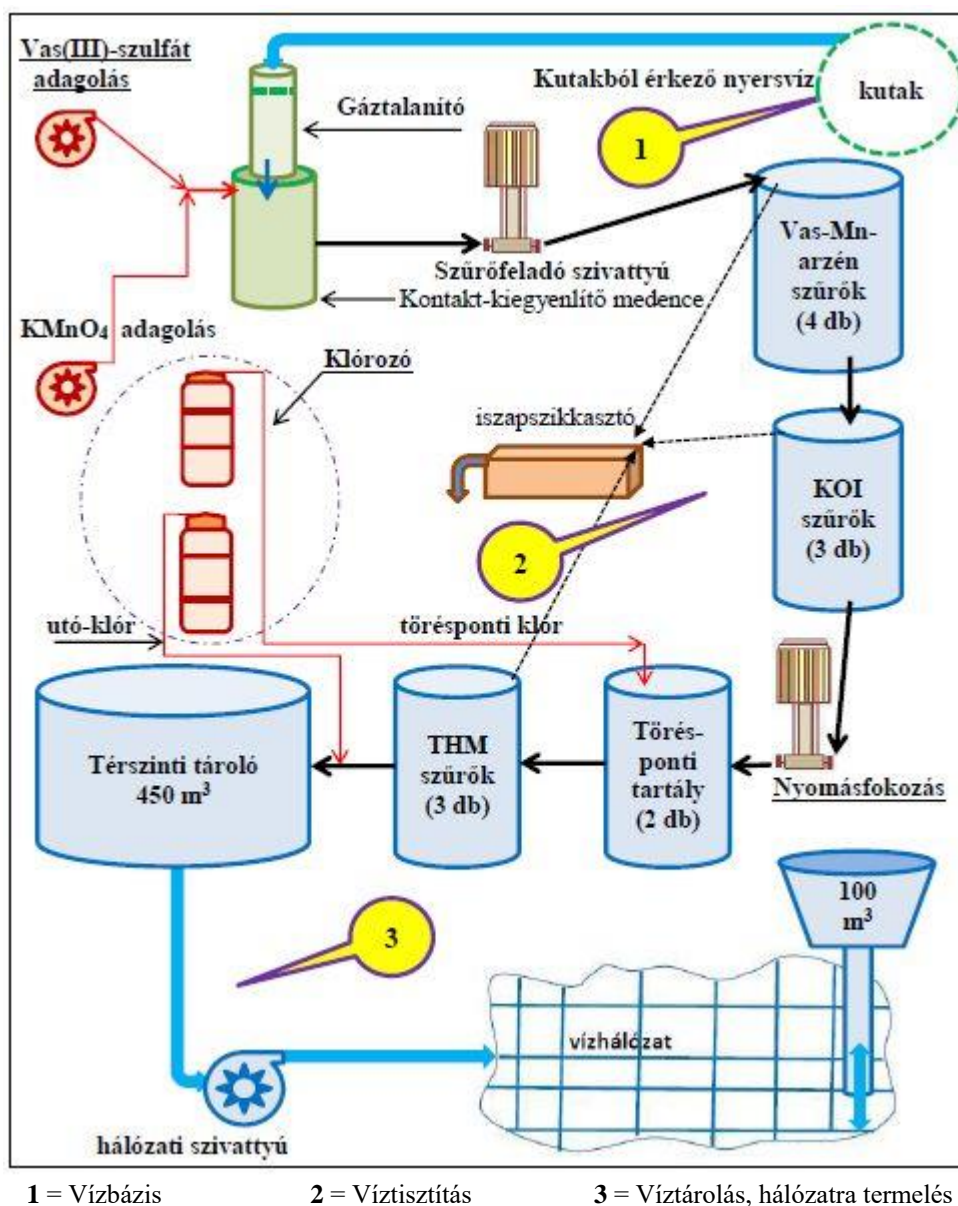 Vas(III)-szulfát
adagolás
Gáztalanító
Kutakból érkező nyersvíz
kutak
1
Szűrőfeladó szivattyú
Kontakt-kiegyenlítő medence
Vas-Mn-
arzén
szűrők
(4 db)
KMnO₄ adagolás
Klórozó
iszapszikkasztó
KOI
szűrők
(3 db)
2
utó-klór
törésponti klór
Térszinti tároló
450 m³
THM
szűrők
(3 db)
Törés-
ponti
tartály
(2 db)
Nyomásfokozás
100
m³
3
vízhálózat
hálózati szivattyú
1 = Vízbázis 2 = Víztisztítás 3 = Víztárolás, hálózatra termelés